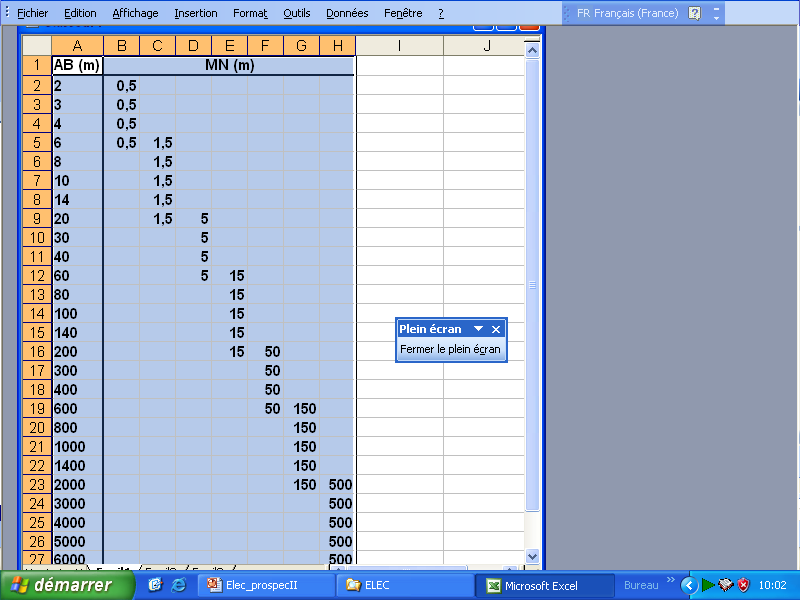 Fichier Edition Affichage Insertion Format Outils Données Fenêtre ? FR Français (France)
A B C D E F G H I J
1 AB (m) MN (m)
2 2 0,5
3 3 0,5
4 4 0,5
5 6 0,5 1,5
6 8 1,5
7 10 1,5
8 14 1,5
9 20 1,5 5
10 30 5
11 40 5
12 60 5 15
13 80 15
14 100 15
15 140 15
16 200 15 50
17 300 50
18 400 50
19 600 50 150
20 800 150
21 1000 150
22 1400 150
23 2000 150 500
24 3000 500
25 4000 500
26 5000 500
27 6000 500
Plein écran
Fermer le plein écran
démarrer Elec_prospecII ELEC Microsoft Excel Bureau » 10:02